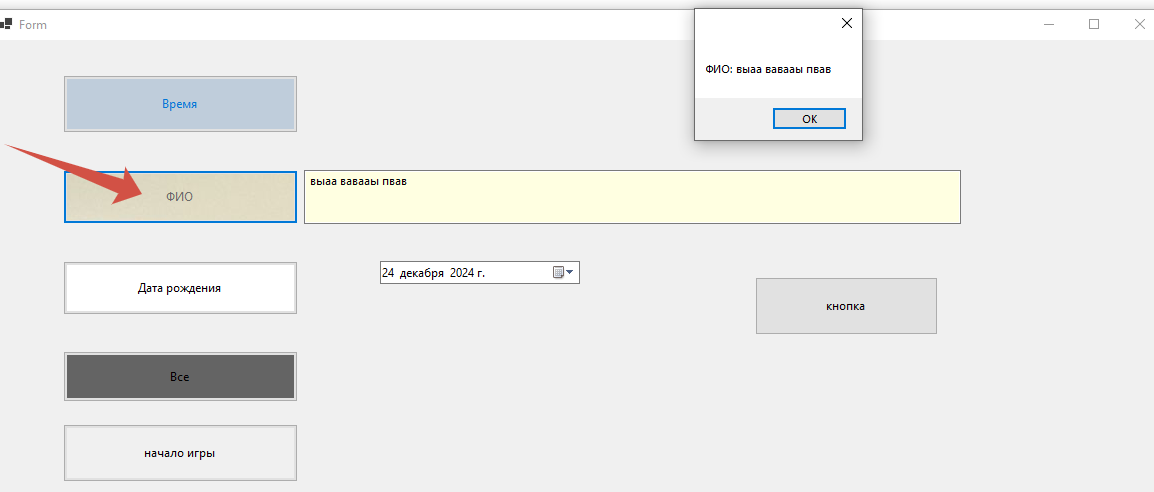 Form
ФИО: выаа вавааы пвав
OK
Время
ФИО
выаа вавааы пвав
Дата рождения
24 декабря 2024 г.
кнопка
Все
начало игры